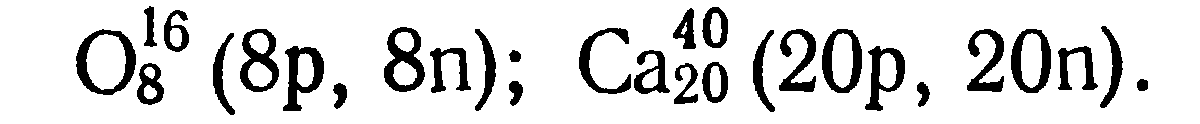 O₈¹⁶ (8p, 8n); Ca₂₀⁴⁰ (20p, 20n).